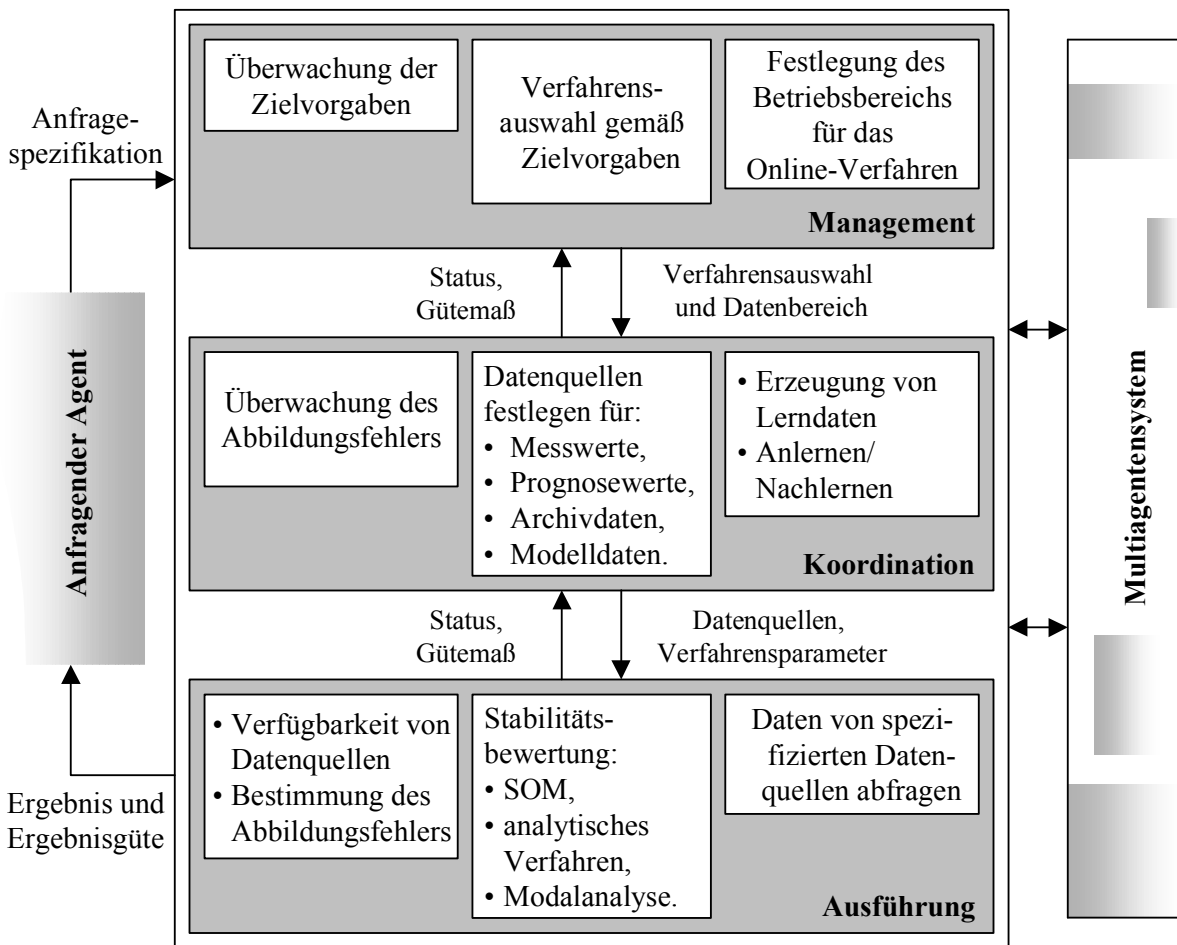 Anfrage-
spezifikation
Anfragender Agent
Ergebnis und
Ergebnisgüte
Überwachung der
Zielvorgaben
Verfahrens-
auswahl gemäß
Zielvorgaben
Festlegung des
Betriebsbereichs
für das
Online-Verfahren
Management
Status,
Gütemaß
Verfahrensauswahl
und Datenbereich
Überwachung des
Abbildungsfehlers
Datenquellen
festlegen für:
• Messwerte,
• Prognosewerte,
• Archivdaten,
• Modelldaten.
• Erzeugung von
Lerndaten
• Anlernen/
Nachlernen
Koordination
Status,
Gütemaß
Datenquellen,
Verfahrensparameter
• Verfügbarkeit von
Datenquellen
• Bestimmung des
Abbildungsfehlers
Stabilitäts-
bewertung:
• SOM,
• analytisches
Verfahren,
• Modalanalyse.
Daten von spezi-
fizierten Daten-
quellen abfragen
Ausführung
Multiagentensystem